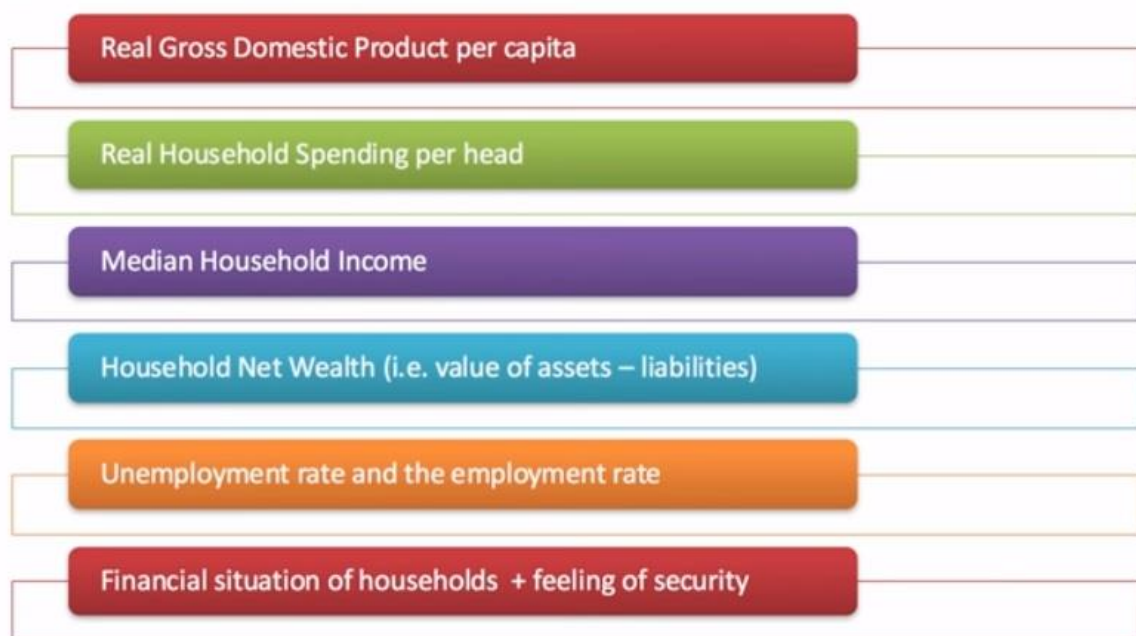 Real Gross Domestic Product per capita
Real Household Spending per head
Median Household Income
Household Net Wealth (i.e. value of assets – liabilities)
Unemployment rate and the employment rate
Financial situation of households + feeling of security